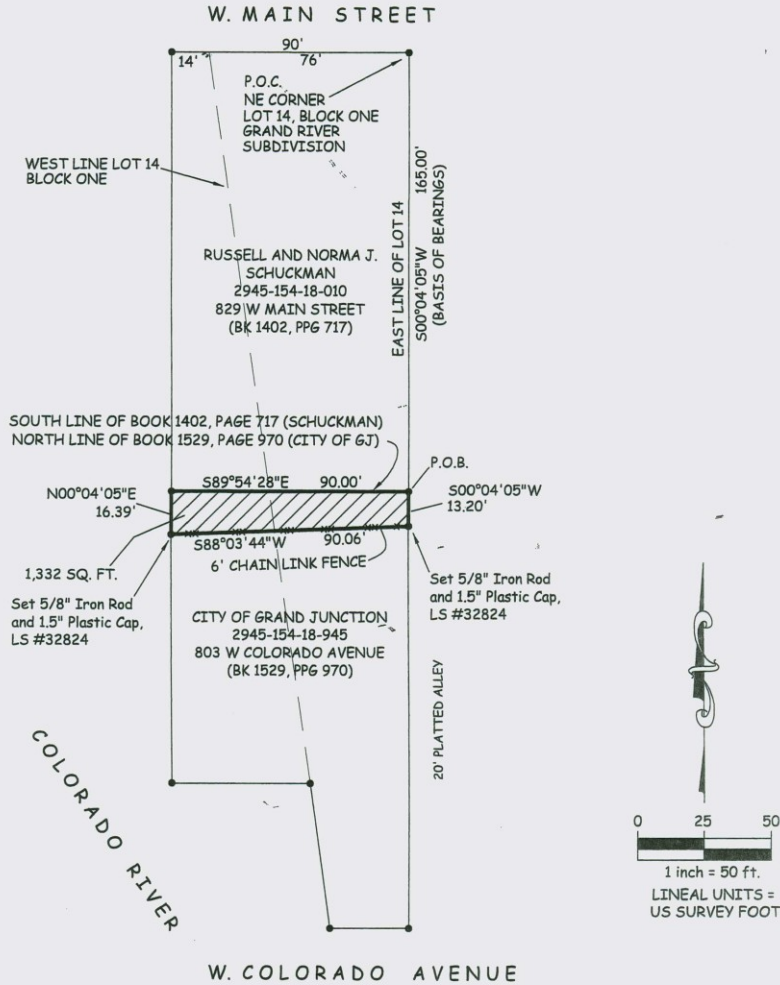 W. MAIN STREET
90'
14'
76'
P.O.C.
NE CORNER
LOT 14, BLOCK ONE
GRAND RIVER
SUBDIVISION
WEST LINE LOT 14
BLOCK ONE
EAST LINE OF LOT 14
S00°04'05"W 165.00'
(BASIS OF BEARINGS)
RUSSELL AND NORMA J.
SCHUCKMAN
2945-154-18-010
829 W MAIN STREET
(BK 1402, PPG 717)
SOUTH LINE OF BOOK 1402, PAGE 717 (SCHUCKMAN)
NORTH LINE OF BOOK 1529, PAGE 970 (CITY OF GJ)
P.O.B.
S89°54'28"E 90.00'
N00°04'05"E
16.39'
S00°04'05"W
13.20'
S88°03'44"W 90.06'
6' CHAIN LINK FENCE
1,332 SQ. FT.
Set 5/8" Iron Rod
and 1.5" Plastic Cap,
LS #32824
Set 5/8" Iron Rod
and 1.5" Plastic Cap,
LS #32824
CITY OF GRAND JUNCTION
2945-154-18-945
803 W COLORADO AVENUE
(BK 1529, PPG 970)
20' PLATTED ALLEY
COLORADO RIVER
0 25 50
1 inch = 50 ft.
LINEAL UNITS =
US SURVEY FOOT
W. COLORADO AVENUE